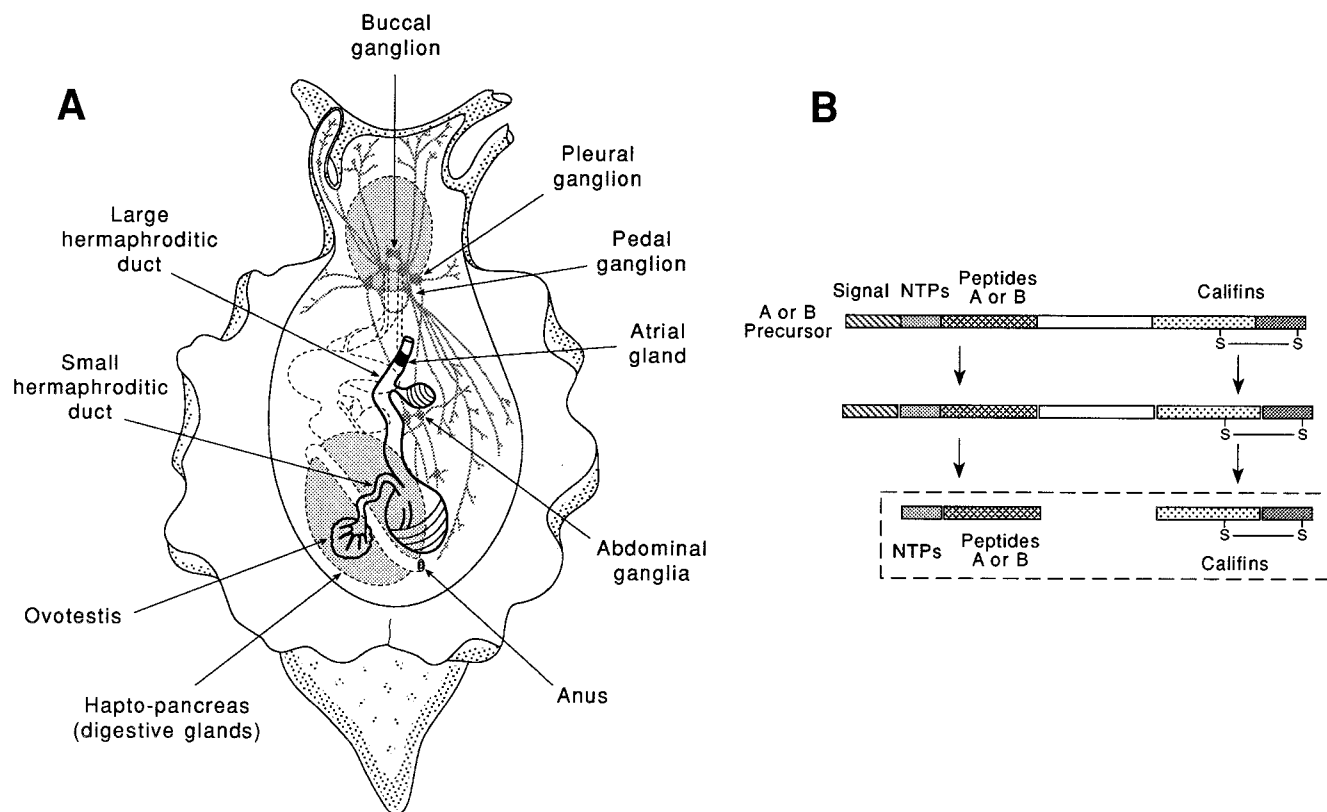 A
Buccal
ganglion
Pleural
ganglion
Large
hermaphroditic
duct
Pedal
ganglion
Atrial
gland
Small
hermaphroditic
duct
Abdominal
ganglia
Ovotestis
Hapto-pancreas
(digestive glands)
Anus
B
Signal NTPs Peptides
A or B
Califins
A or B
Precursor
S S
S S
S S
NTPs
Peptides
A or B
Califins